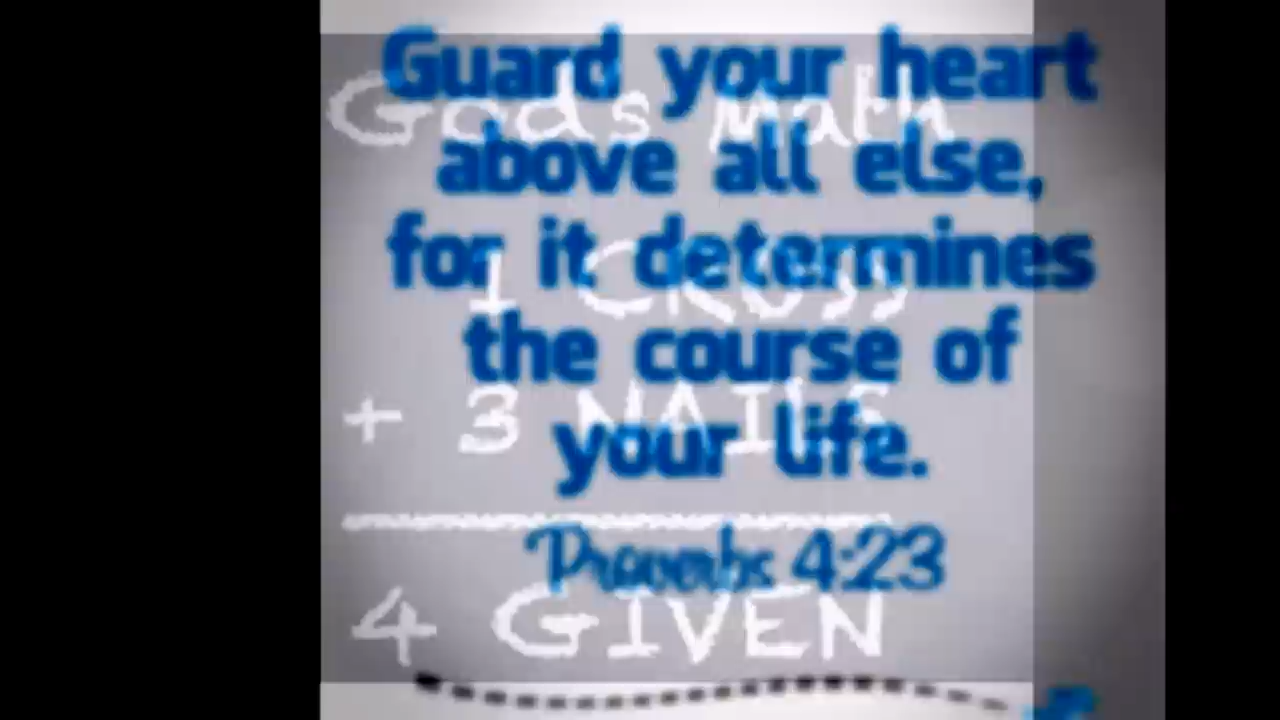 Guard your heart
above all else,
for it determines
the course of
your life.
Proverbs 4:23
Gods Math
1 CROSS
+ 3 NAILS
4 GIVEN